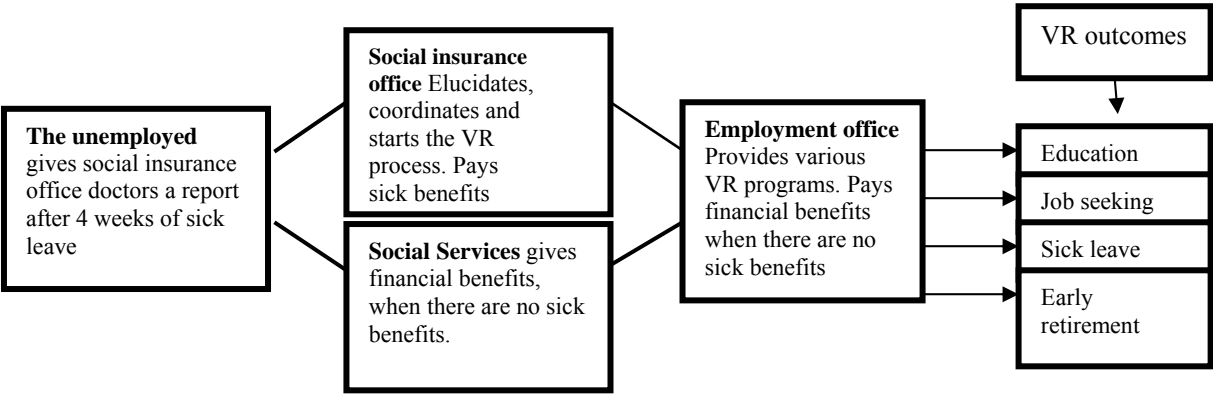 The unemployed
gives social insurance
office doctors a report
after 4 weeks of sick
leave
Social insurance
office Elucidates,
coordinates and
starts the VR
process. Pays
sick benefits
Social Services gives
financial benefits,
when there are no sick
benefits.
Employment office
Provides various
VR programs. Pays
financial benefits
when there are no
sick benefits
VR outcomes
Education
Job seeking
Sick leave
Early
retirement